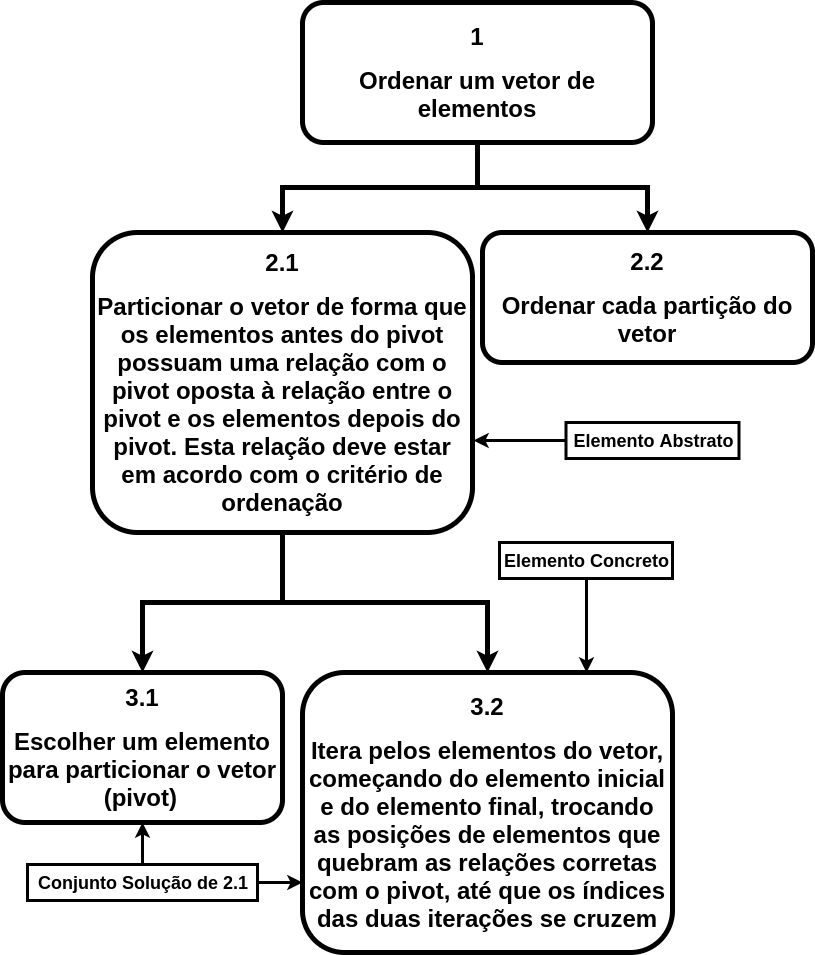 1
Ordenar um vetor de
elementos
2.1
Particionar o vetor de forma que
os elementos antes do pivot
possuam uma relação com o
pivot oposta à relação entre o
pivot e os elementos depois do
pivot. Esta relação deve estar
em acordo com o critério de
ordenação
2.2
Ordenar cada partição do
vetor
Elemento Abstrato
Elemento Concreto
3.1
Escolher um elemento
para particionar o vetor
(pivot)
3.2
Itera pelos elementos do vetor,
começando do elemento inicial
e do elemento final, trocando
as posições de elementos que
quebram as relações corretas
com o pivot, até que os índices
das duas iterações se cruzem
Conjunto Solução de 2.1